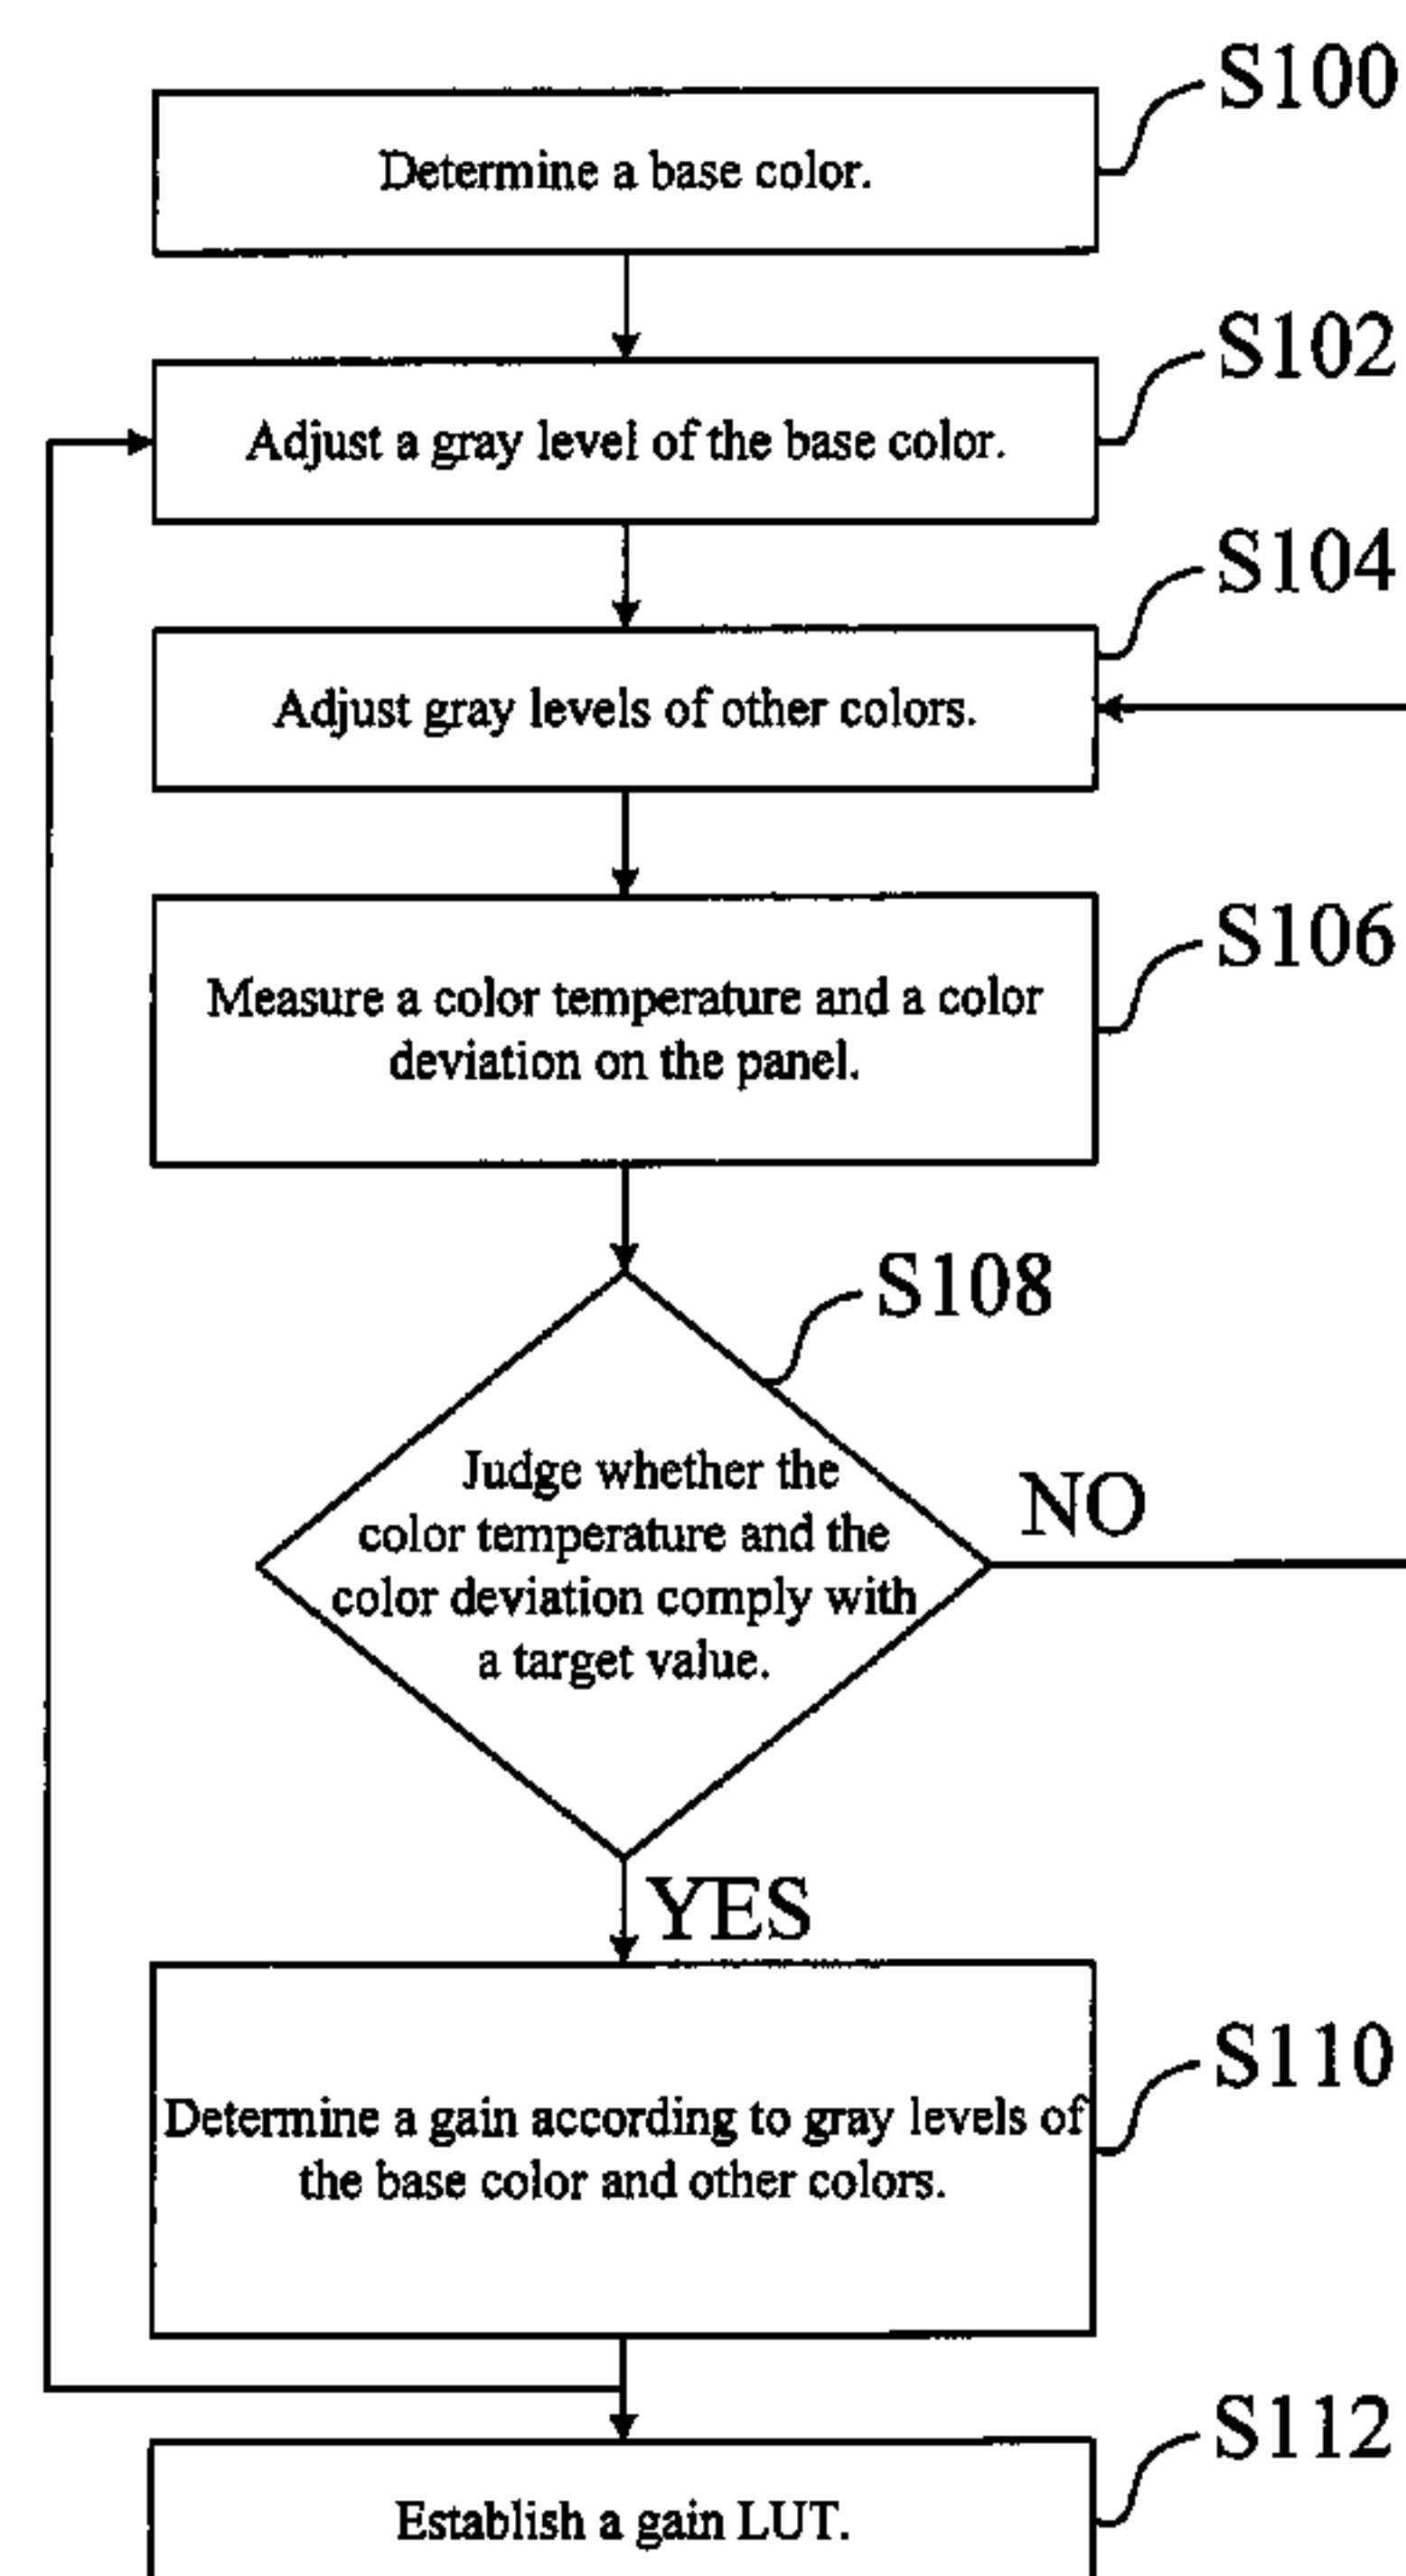 S100
Determine a base color.
S102
Adjust a gray level of the base color.
S104
Adjust gray levels of other colors.
S106
Measure a color temperature and a color
deviation on the panel.
S108
Judge whether the
color temperature and the
color deviation comply with
a target value.
NO
YES
S110
Determine a gain according to gray levels of
the base color and other colors.
S112
Establish a gain LUT.